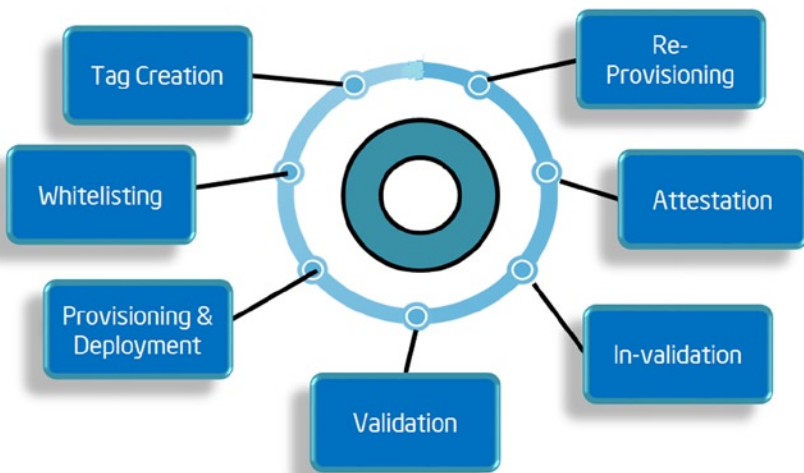 Tag Creation
Re-
Provisioning
Whitelisting
Attestation
Provisioning &
Deployment
In-validation
Validation